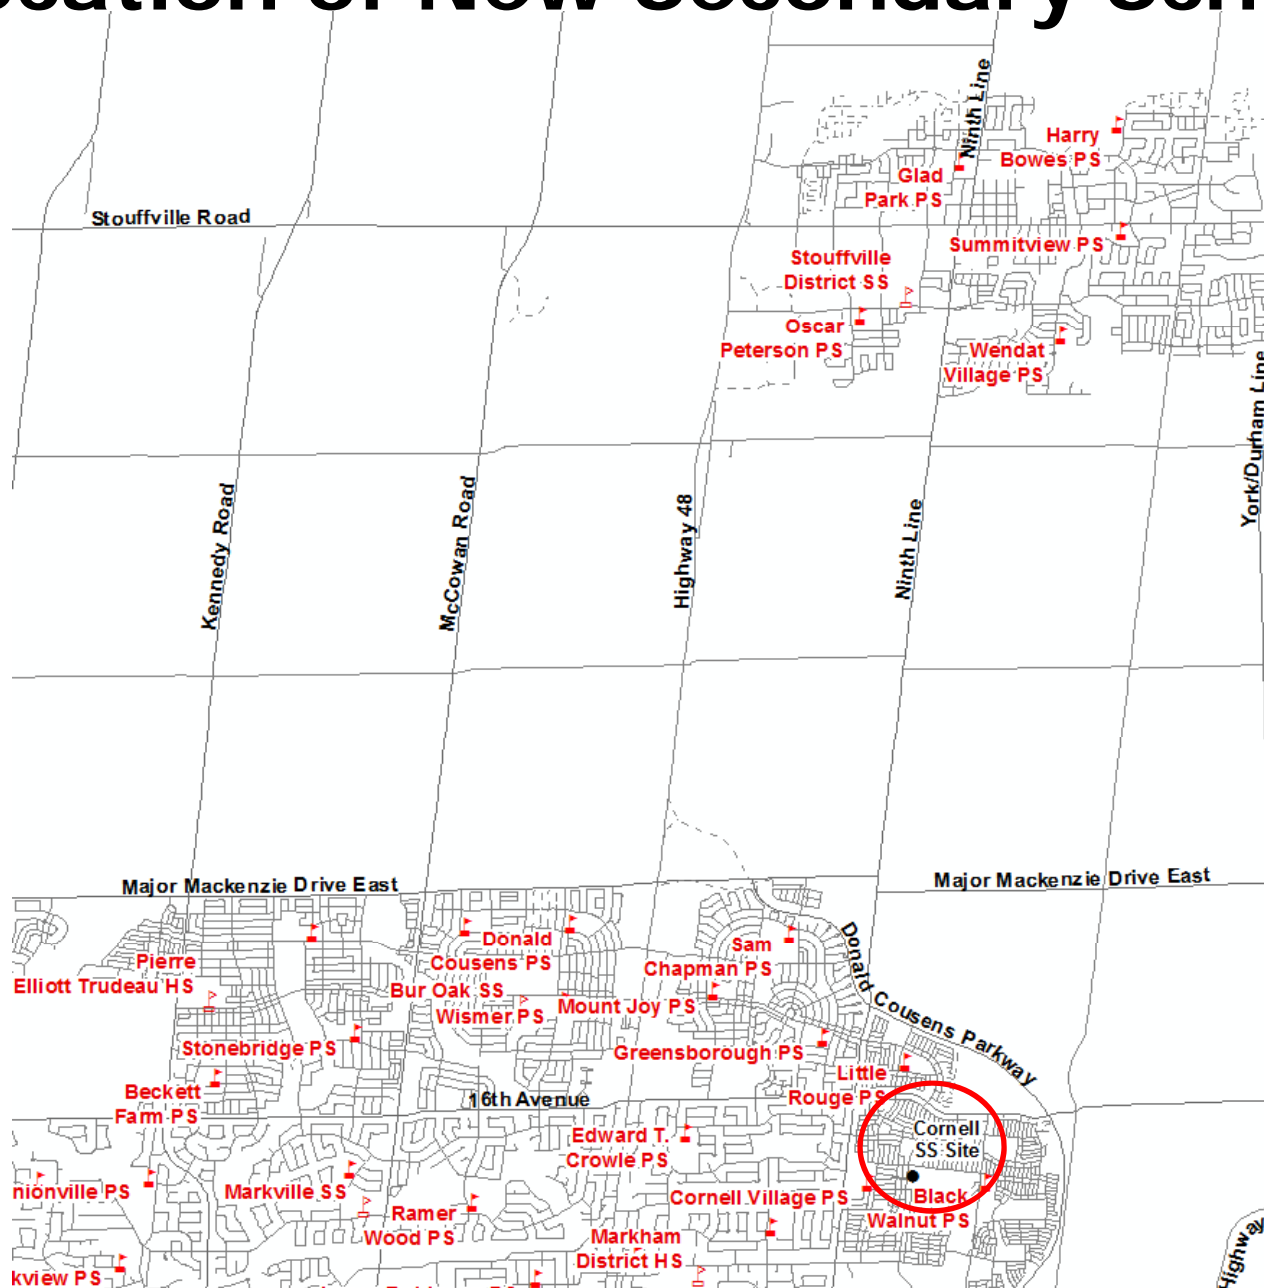 Ninth Line
Harry
Bowes PS
Glad
Park PS
Stouffville Road
Summitview PS
Stouffville
District SS
Oscar
Peterson PS
Wendat
Village PS
York/Durham Line
Kennedy Road
McCowan Road
Highway 48
Ninth Line
Major Mackenzie Drive East
Major Mackenzie Drive East
Donald
Cousens PS
Sam
Chapman PS
Donald Cousens Parkway
Pierre
Elliott Trudeau HS
Bur Oak SS
Wismer PS
Mount Joy PS
Stonebridge PS
Greensborough PS
Little
Rouge PS
Beckett
Farm PS
16th Avenue
Cornell
SS Site
Edward T.
Crowle PS
nionville PS
Markville SS
Cornell Village PS
Black
Walnut PS
Ramer
Wood PS
Markham
District HS
Highway
kview PS